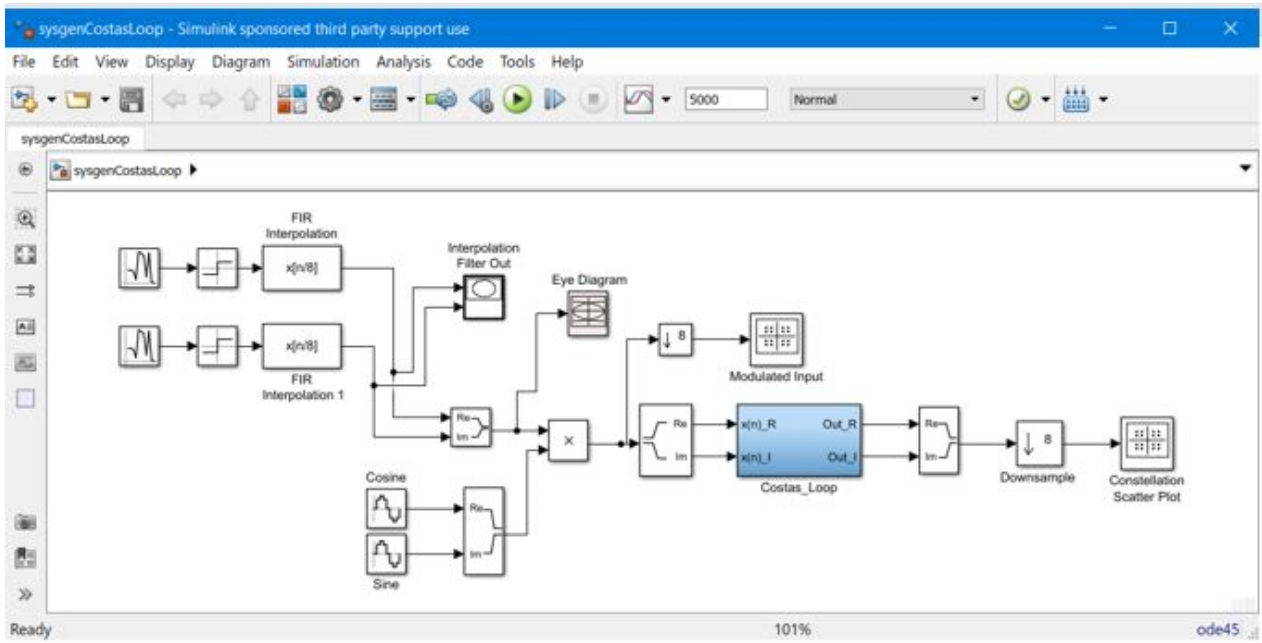 sysgenCostasLoop - Simulink sponsored third party support use
File Edit View Display Diagram Simulation Analysis Code Tools Help
5000 Normal
sysgenCostasLoop
sysgenCostasLoop
FIR
Interpolation
x[n/8]
Interpolation
Filter Out
Eye Diagram
x[n/8]
FIR
Interpolation 1
8
Modulated Input
Re
Im
×
Re
Im
x(n)_R Out_R
x(n)_I Out_I
Costas_Loop
Re
Im
8
Downsample
Constellation
Scatter Plot
Cosine
Re
Im
Sine
Ready 101% ode45